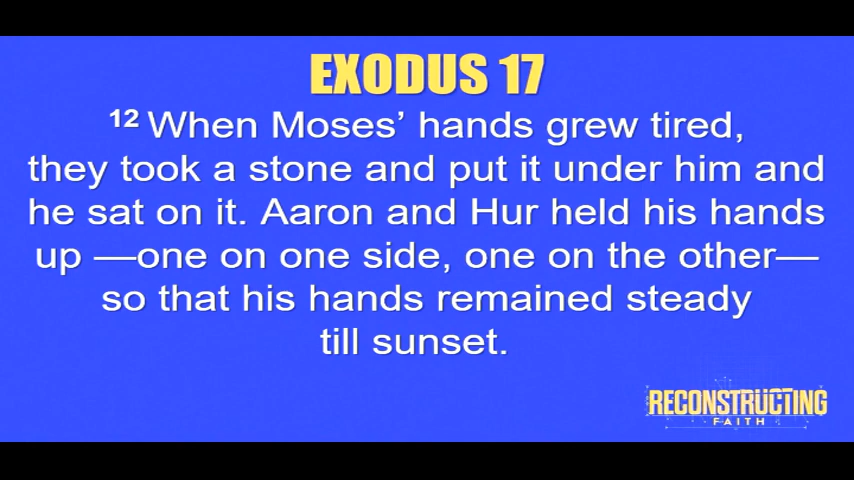 EXODUS 17
12 When Moses’ hands grew tired,
they took a stone and put it under him and
he sat on it. Aaron and Hur held his hands
up —one on one side, one on the other—
so that his hands remained steady
till sunset.
RECONSTRUCTING
FAITH